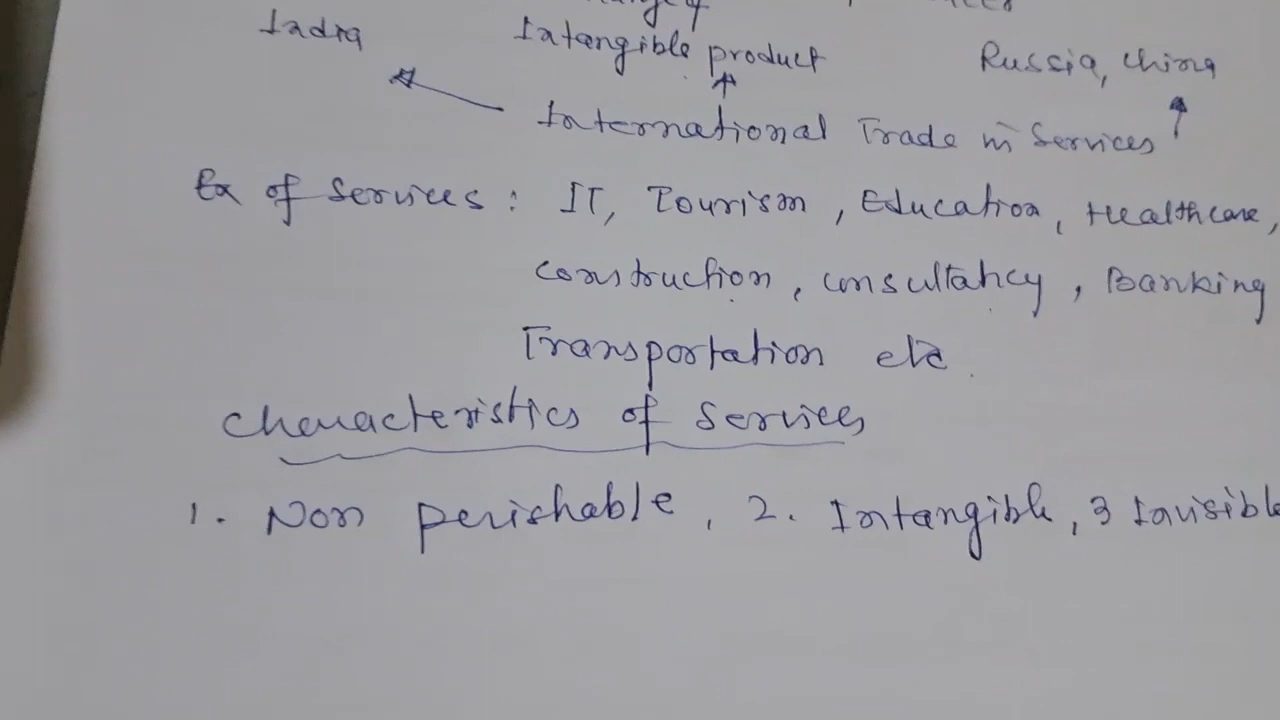 India Intangible product Russia, China
International Trade in Services
Ex of Services : IT, Tourism, Education, Healthcare,
Construction, Consultancy, Banking
Transportation etc.
Characteristics of Services
1. Non perishable, 2. Intangible, 3 Invisible